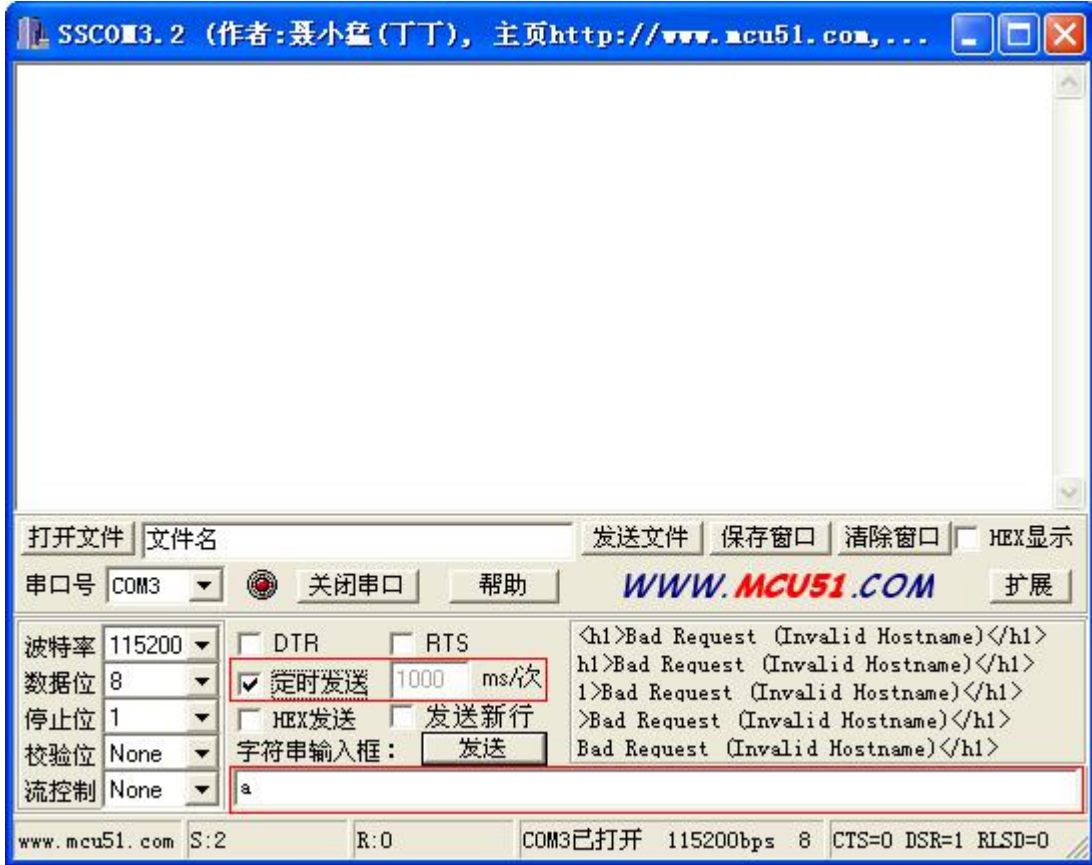 SSCOM3.2 (作者:聂小猛(丁丁), 主页http://www.mcu51.com,...
打开文件 文件名 发送文件 保存窗口 清除窗口 HEX显示
串口号 COM3 关闭串口 帮助 WWW.MCU51.COM 扩展
波特率 115200 DTR RTS
数据位 8 定时发送 1000 ms/次
停止位 1 HEX发送 发送新行
校验位 None 字符串输入框: 发送
流控制 None a
<h1>Bad Request (Invalid Hostname)</h1>
h1>Bad Request (Invalid Hostname)</h1>
1>Bad Request (Invalid Hostname)</h1>
>Bad Request (Invalid Hostname)</h1>
Bad Request (Invalid Hostname)</h1>
www.mcu51.com S:2 R:0 COM3已打开 115200bps 8 CTS=0 DSR=1 RLSD=0